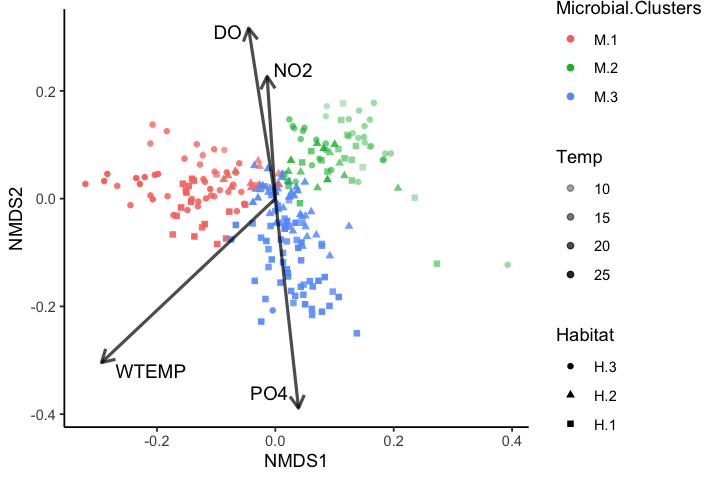 DO
NO2
WTEMP
PO4
0.2
0.0
-0.2
-0.4
NMDS2
-0.2
0.0
0.2
0.4
NMDS1
Microbial.Clusters
M.1
M.2
M.3
Temp
10
15
20
25
Habitat
H.3
H.2
H.1